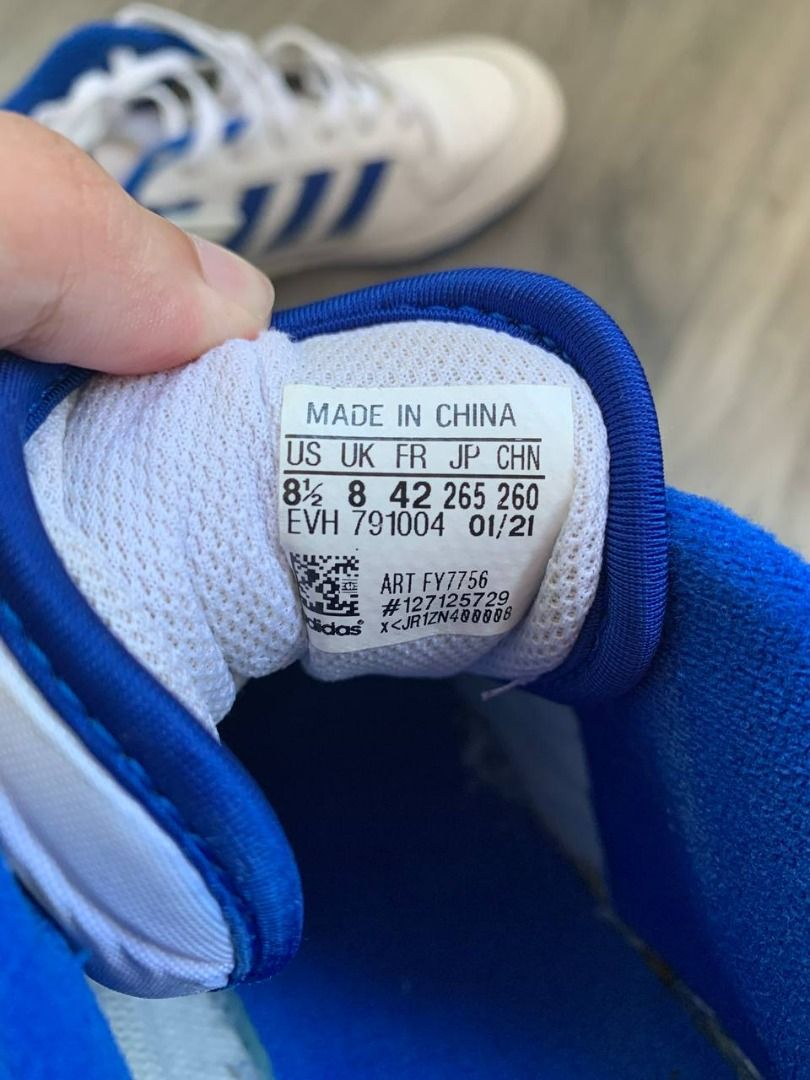 MADE IN CHINA
US UK FR JP CHN
8½ 8 42 265 260
EVH 791004 01/21
ART FY7756
#127125729
X<JR1ZN400008
adidas®